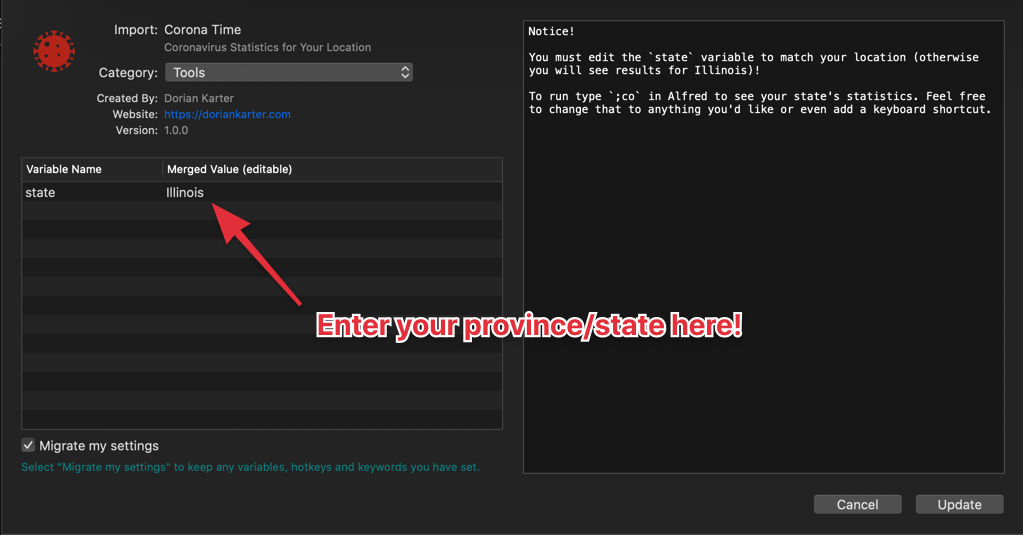 Import: Corona Time
Coronavirus Statistics for Your Location
Category: Tools
Created By: Dorian Karter
Website: https://doriankarter.com
Version: 1.0.0
Variable Name Merged Value (editable)
state Illinois
Enter your province/state here!
Migrate my settings
Select "Migrate my settings" to keep any variables, hotkeys and keywords you have set.
Notice!
You must edit the `state` variable to match your location (otherwise
you will see results for Illinois)!
To run type `;co` in Alfred to see your state's statistics. Feel free
to change that to anything you'd like or even add a keyboard shortcut.
Cancel Update